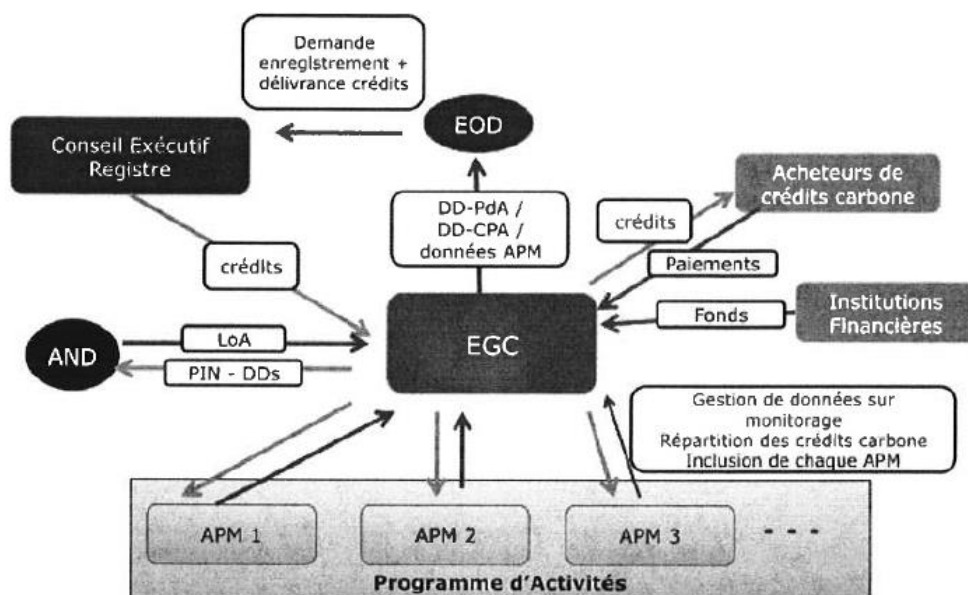 Demande
enregistrement +
délivrance crédits
EOD
Conseil Exécutif
Registre
Acheteurs de
crédits carbone
DD-PdA /
DD-CPA /
données APM
crédits
crédits
Paiements
Institutions
Financières
Fonds
EGC
LoA
AND
PIN - DDs
Gestion de données sur
monitorage
Répartition des crédits carbone
Inclusion de chaque APM
APM 1
APM 2
APM 3
- - -
Programme d'Activités